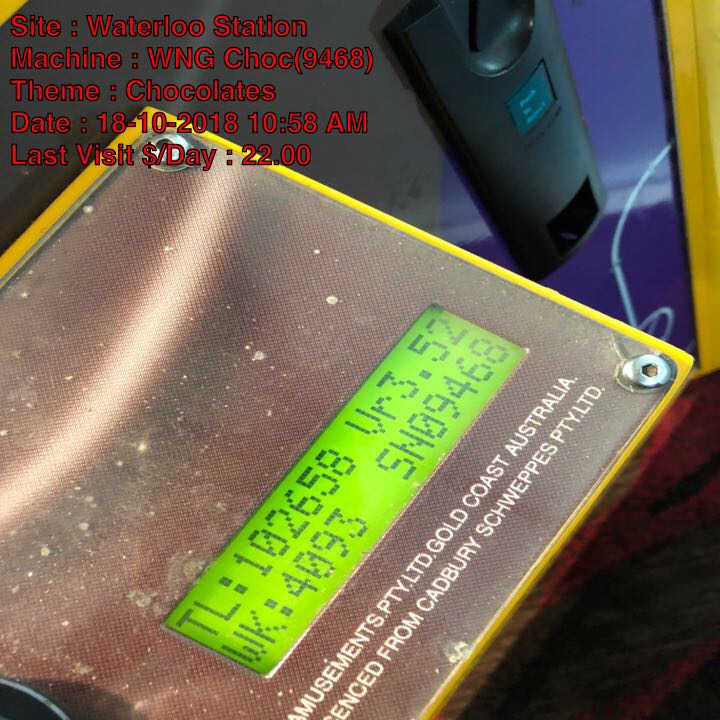 Site : Waterloo Station
Machine : WNG Choc(9468)
Theme : Chocolates
Date : 18-10-2018 10:58 AM
Last Visit $/Day : 22.00
TL:102658 Vr3.52
WK:4093 SN09468
AMUSEMENTS.PTY.LTD.GOLD COAST AUSTRALIA.
ENCED FROM CADBURY SCHWEPPES PTY.LTD.